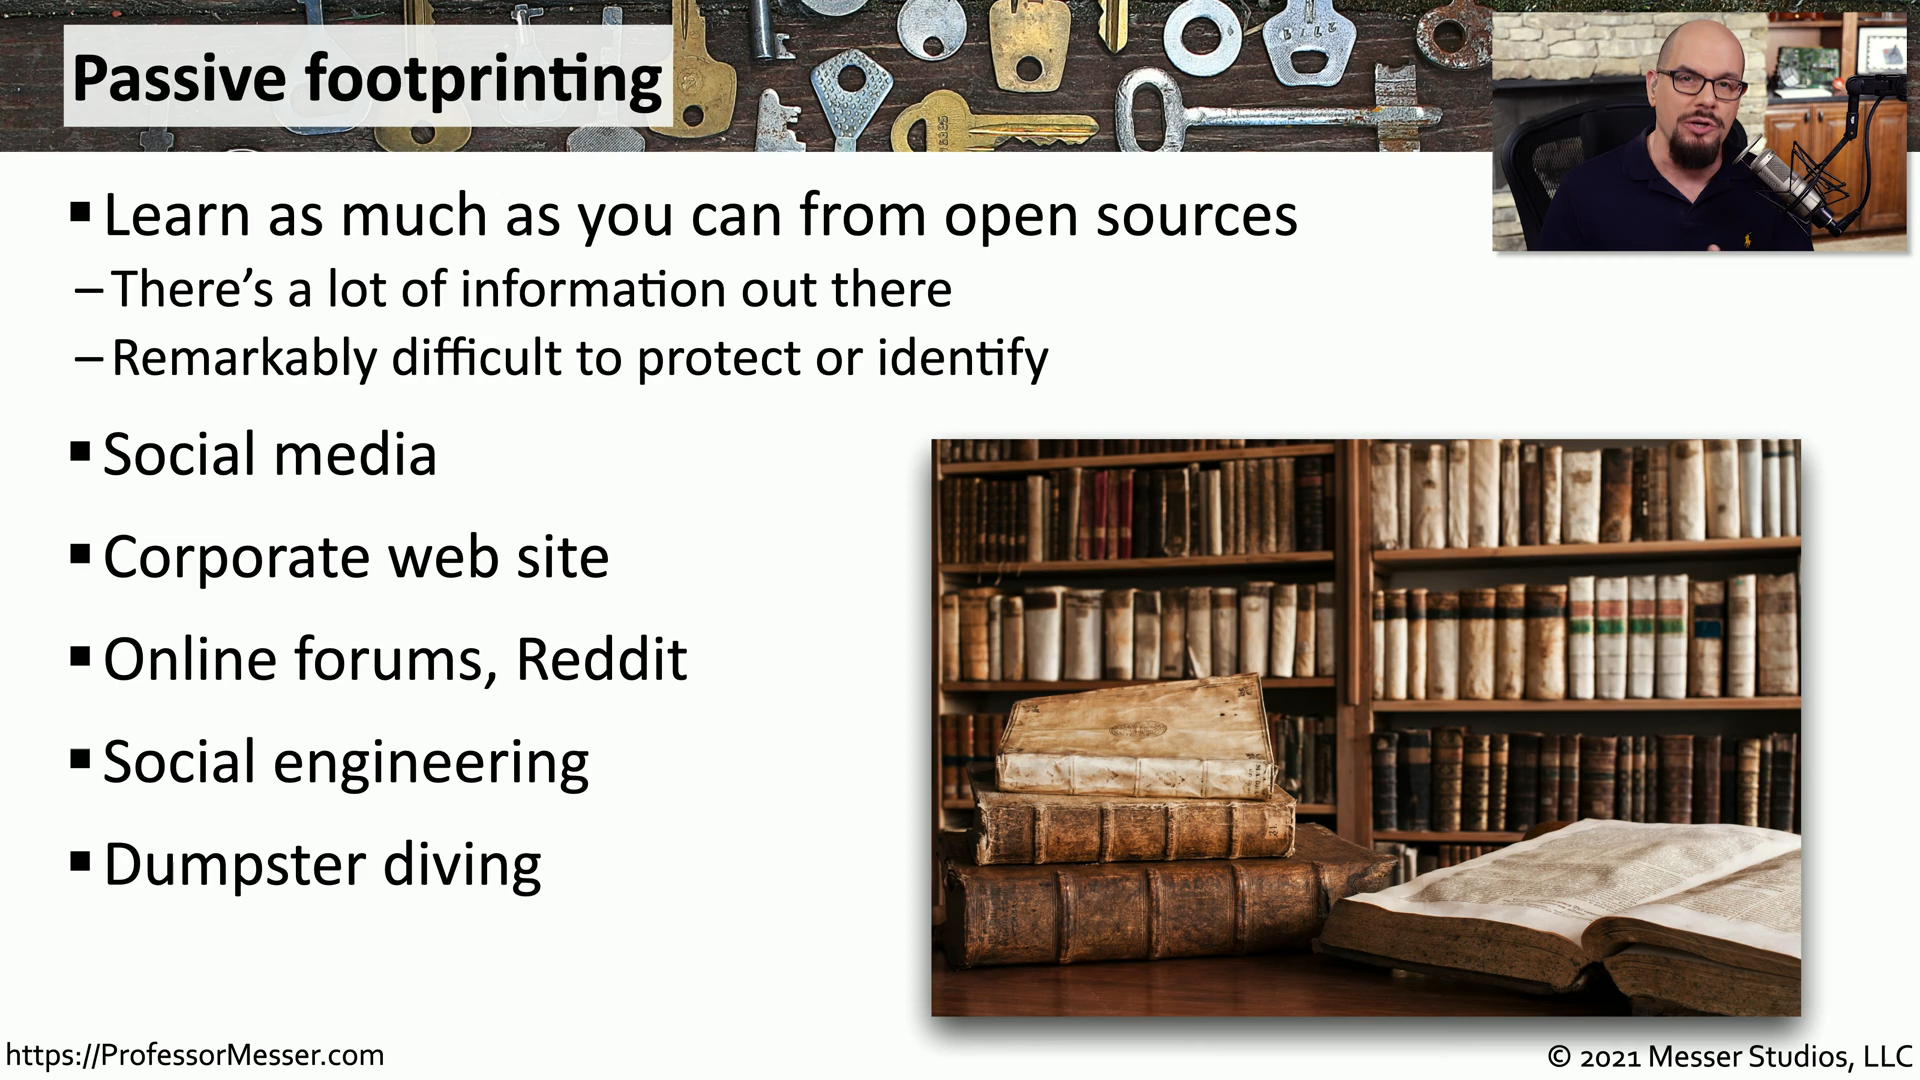 Passive footprinting
▪ Learn as much as you can from open sources
– There’s a lot of information out there
– Remarkably difficult to protect or identify
▪ Social media
▪ Corporate web site
▪ Online forums, Reddit
▪ Social engineering
▪ Dumpster diving
https://ProfessorMesser.com
© 2021 Messer Studios, LLC